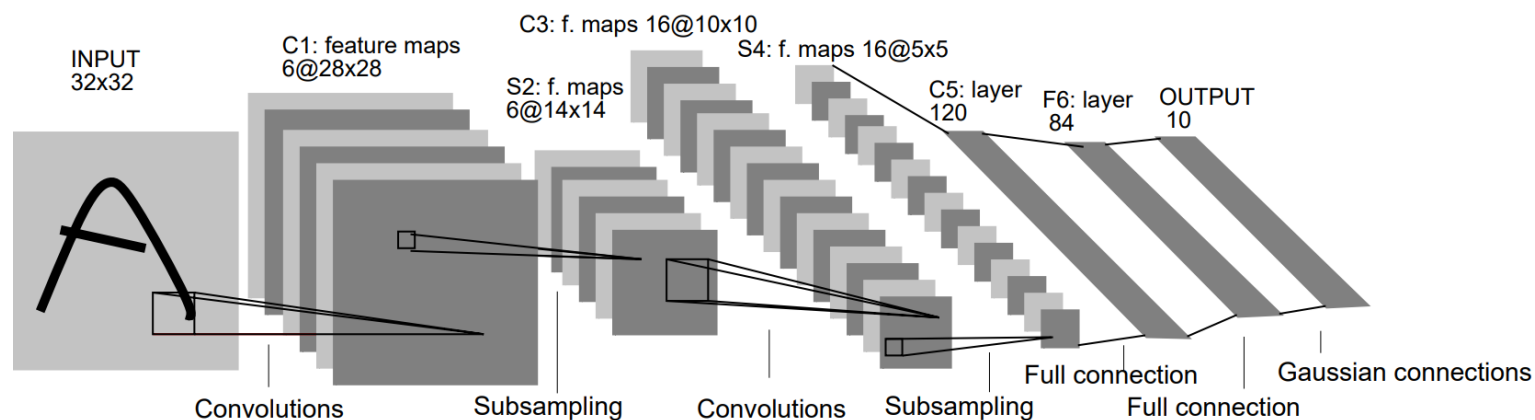 INPUT
32x32
C1: feature maps
6@28x28
S2: f. maps
6@14x14
C3: f. maps 16@10x10
S4: f. maps 16@5x5
C5: layer
120
F6: layer
84
OUTPUT
10
Convolutions
Subsampling
Convolutions
Subsampling
Full connection
Full connection
Gaussian connections